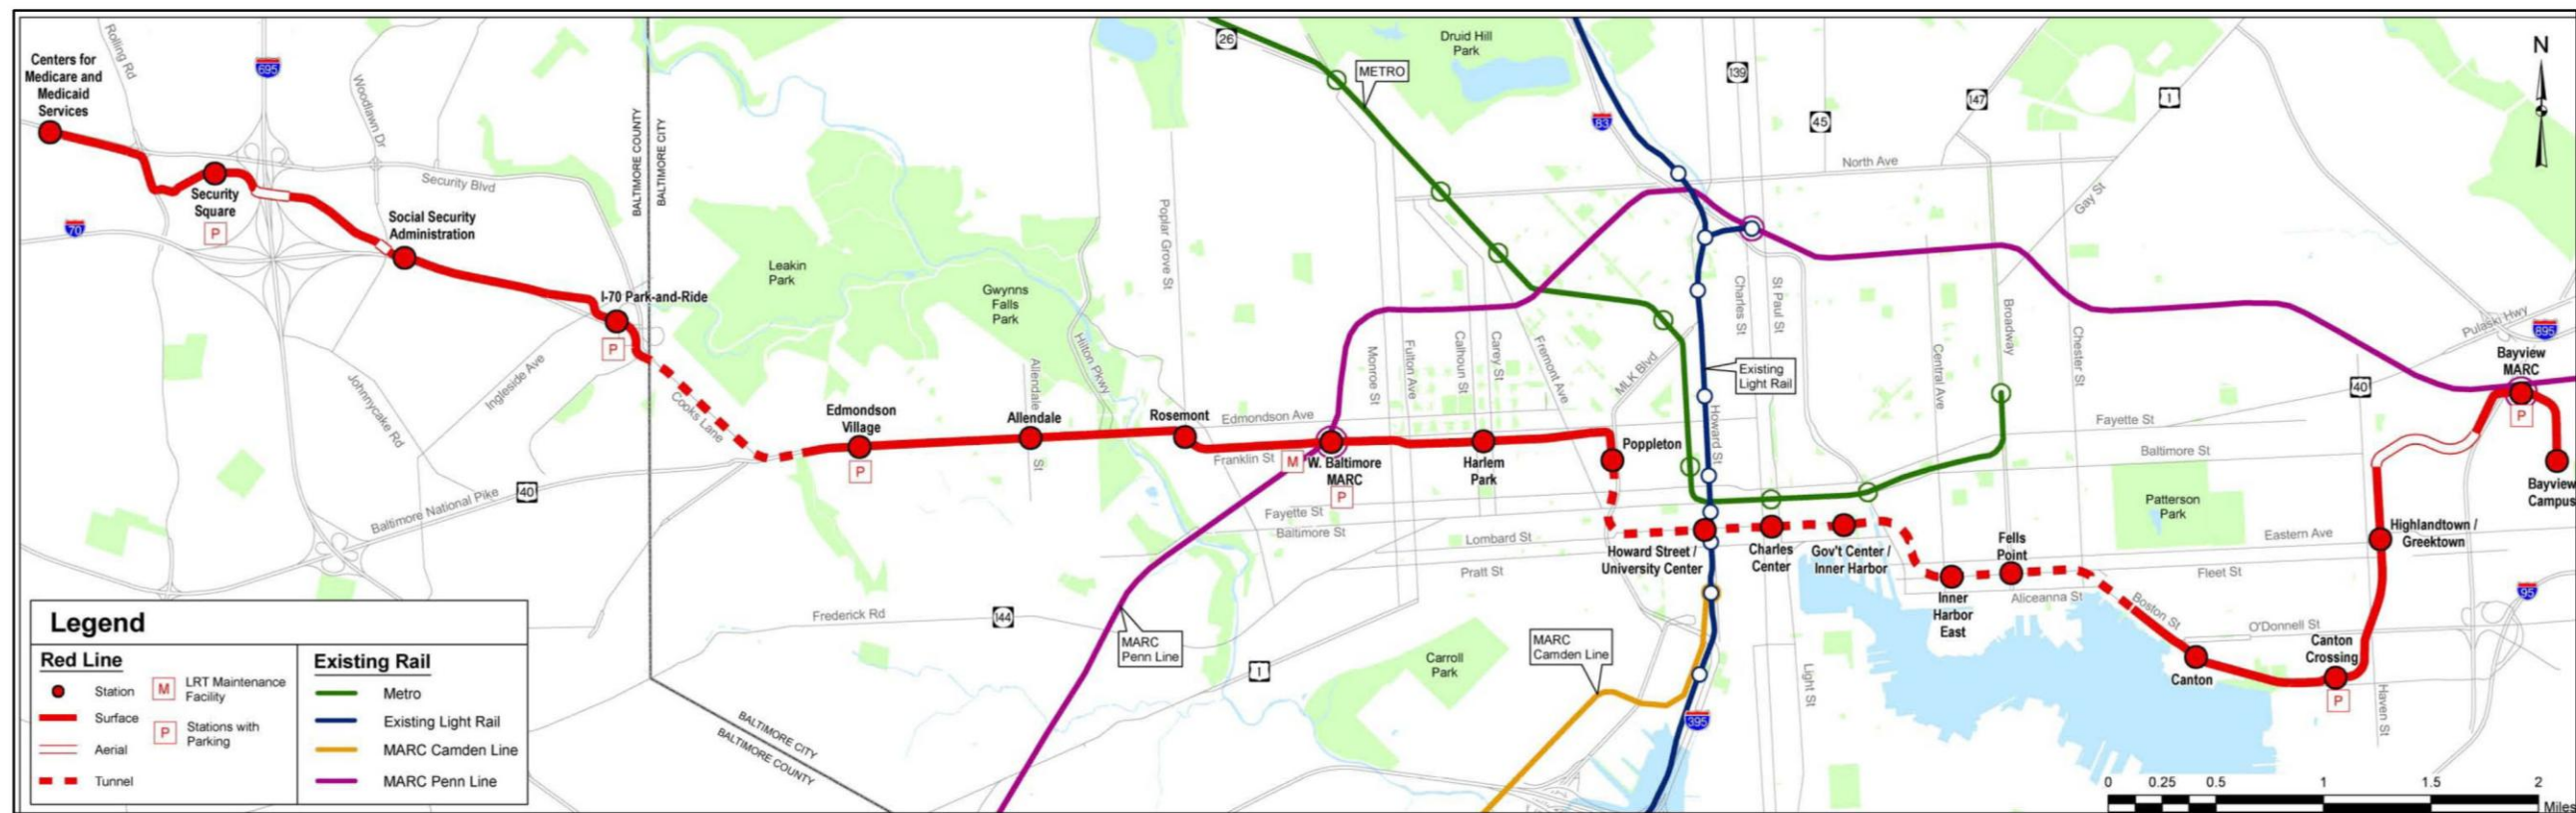 Centers for
Medicare and
Medicaid
Services
Rolling Rd
695
Woodlawn Dr
Security
Square
P
70
Security Blvd
Social Security
Administration
I-70 Park-and-Ride
P
BALTIMORE COUNTY
BALTIMORE CITY
Johnnycake Rd
Ingleside Ave
Cooks Lane
Baltimore National Pike
40
Leakin
Park
Gwynns
Falls
Park
Hilton Pkwy
Poplar Grove St
Edmondson
Village
P
Allendale
Allendale
St
Rosemont
Edmondson Ave
Franklin St
M
W. Baltimore
MARC
P
Harlem
Park
Poppleton
26
METRO
Druid Hill
Park
83
139
45
147
1
North Ave
Gay St
N
Monroe St
Fulton Ave
Calhoun St
Carey St
Fremont Ave
MLK Blvd
Existing
Light Rail
Howard St
Charles St
St Paul St
Central Ave
Broadway
Chester St
Pulaski Hwy
895
40
Bayview
MARC
P
Bayview
Campus
Fayette St
Baltimore St
Patterson
Park
Eastern Ave
Highlandtown /
Greektown
Fayette St
Baltimore St
Lombard St
Pratt St
Howard Street /
University Center
Charles
Center
Gov't Center /
Inner Harbor
Inner
Harbor
East
Fells
Point
Fleet St
Aliceanna St
Boston St
O'Donnell St
95
Canton
Canton
Crossing
P
Haven St
Frederick Rd
144
MARC
Penn Line
1
Carroll
Park
MARC
Camden Line
395
Light St
BALTIMORE CITY
BALTIMORE COUNTY
Legend
Red Line
Station
Surface
Aerial
Tunnel
M
LRT Maintenance
Facility
P
Stations with
Parking
Existing Rail
Metro
Existing Light Rail
MARC Camden Line
MARC Penn Line
0 0.25 0.5 1 1.5 2
Miles